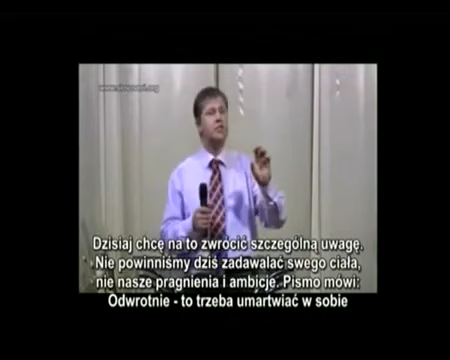 Dzisiaj chcę na to zwrócić szczególną uwagę.
Nie powinniśmy dziś zadawalać swego ciała,
nie nasze pragnienia i ambicje. Pismo mówi:
Odwrotnie - to trzeba umartwiać w sobie